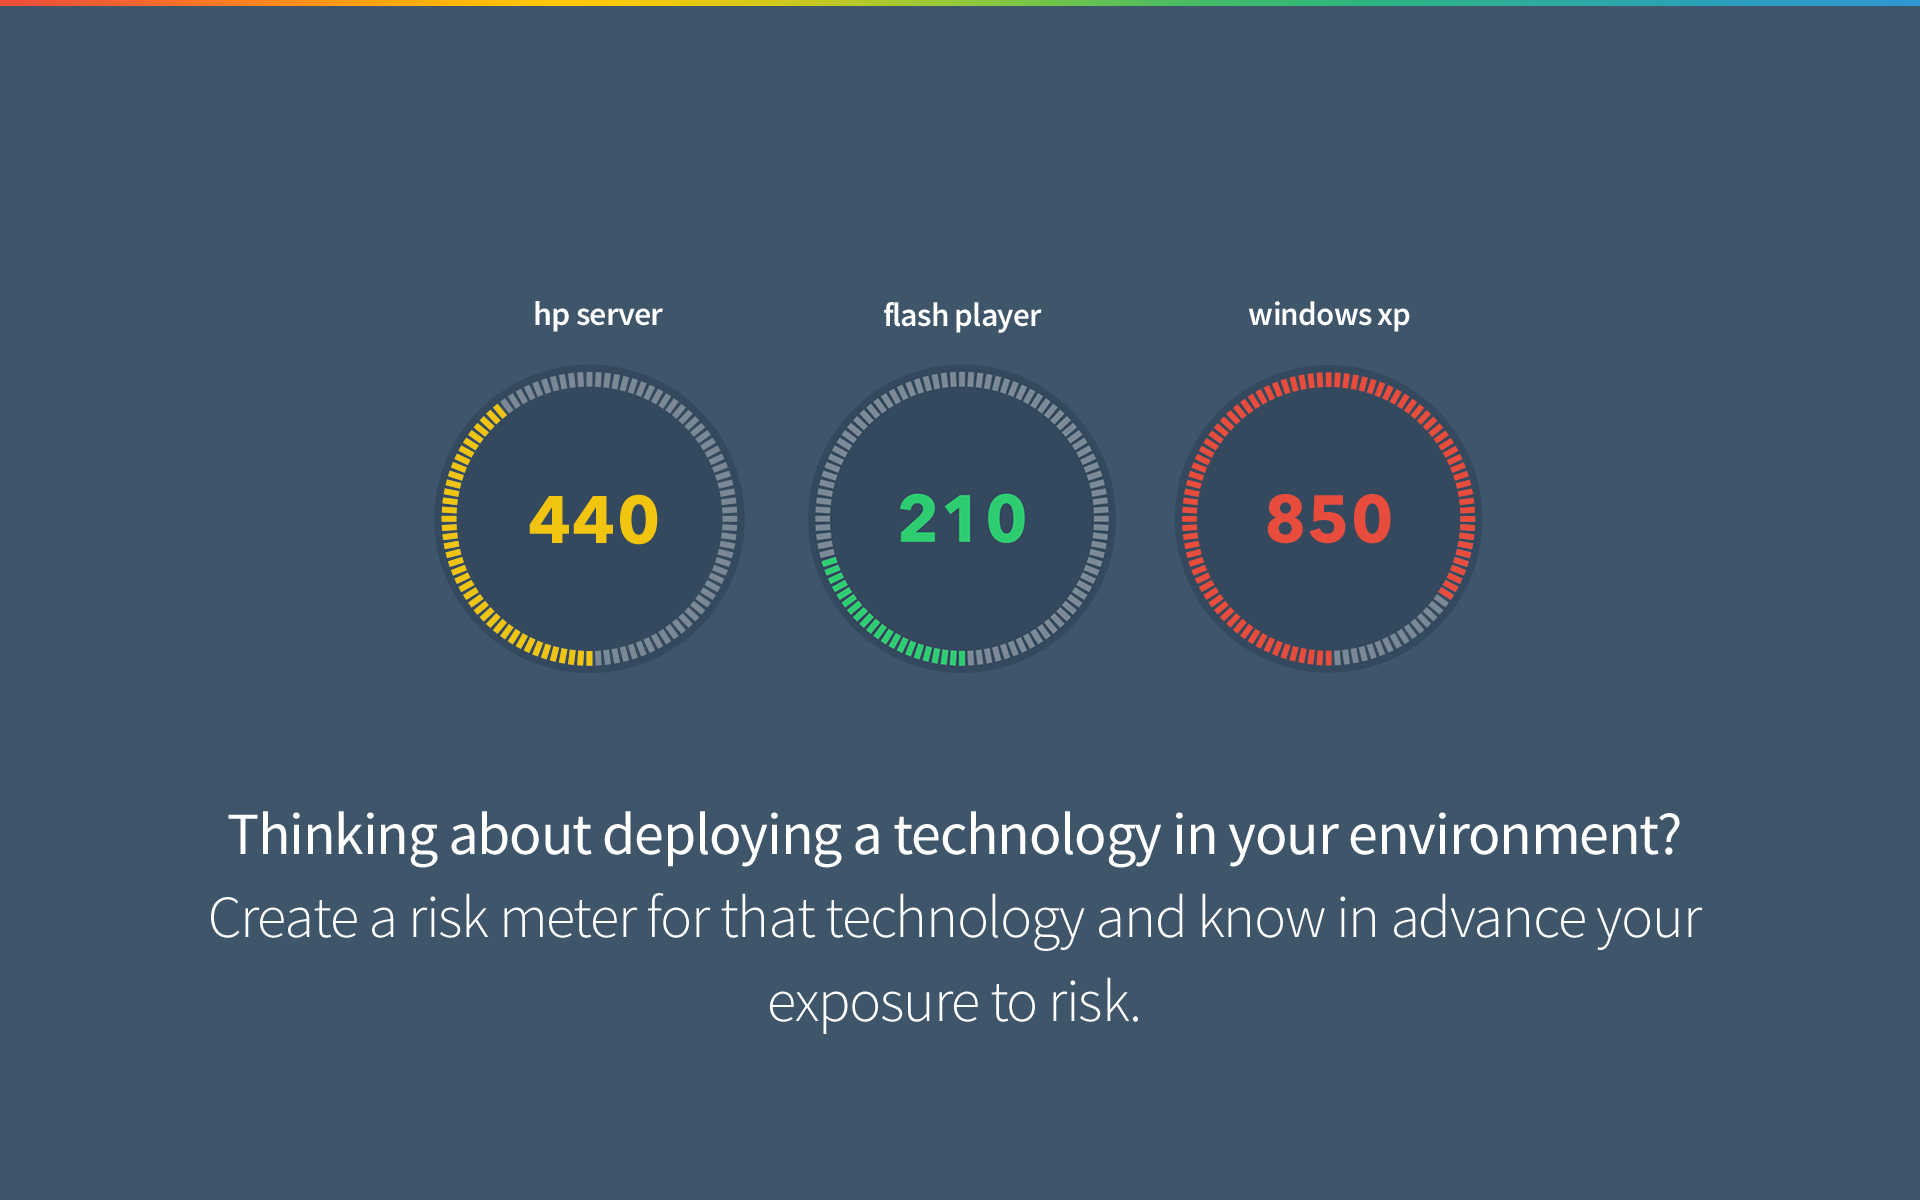 hp server
flash player
windows xp
440
210
850
Thinking about deploying a technology in your environment?
Create a risk meter for that technology and know in advance your
exposure to risk.